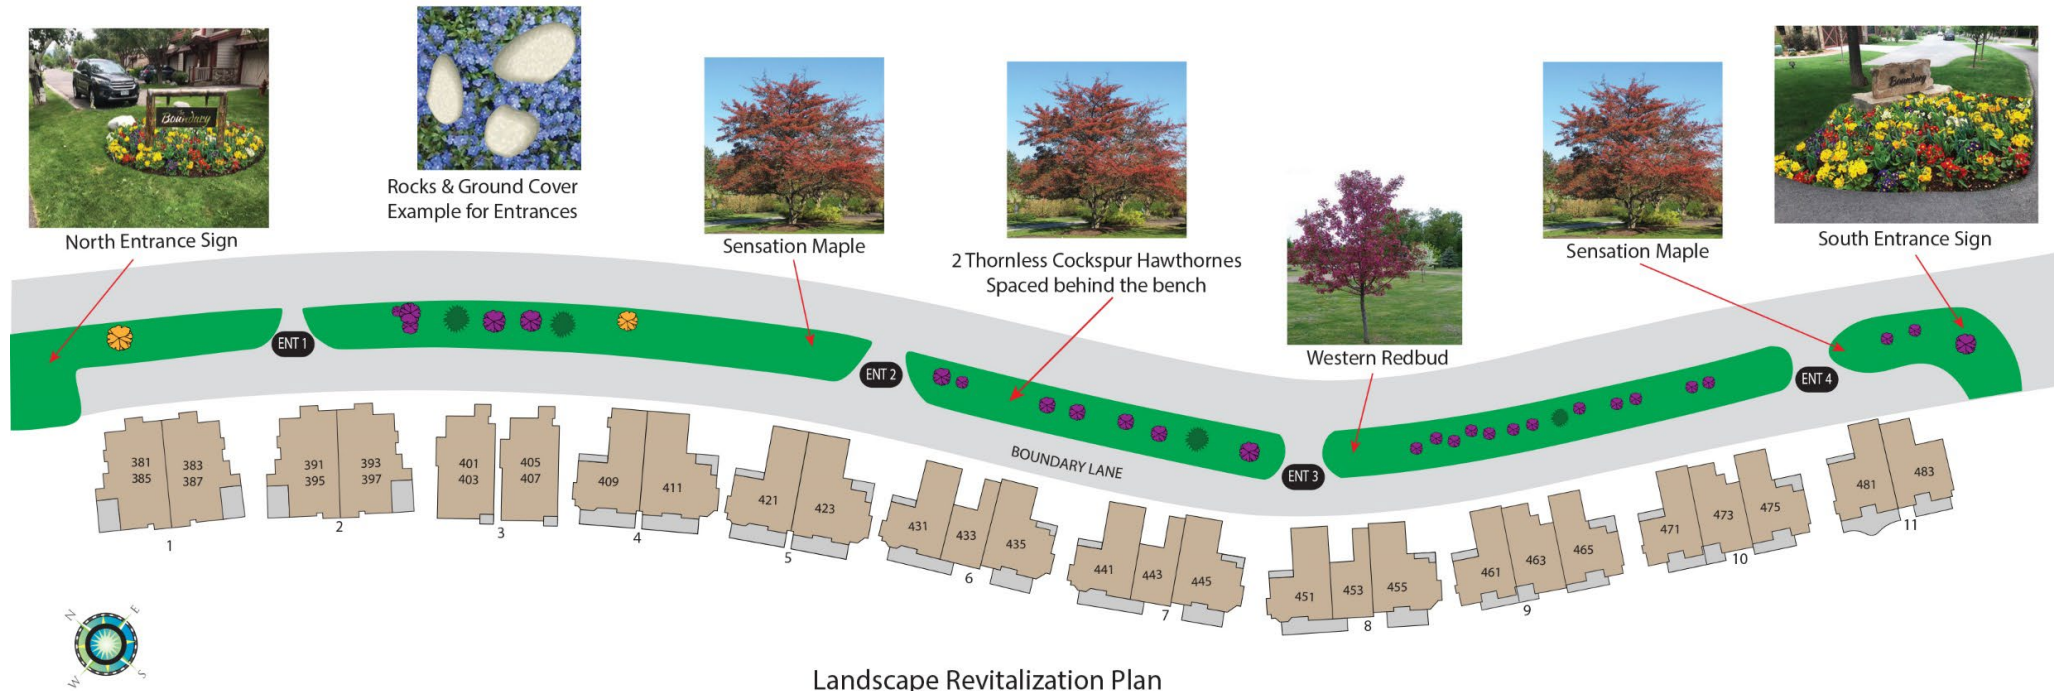 Boundary
North Entrance Sign
Rocks & Ground Cover
Example for Entrances
Sensation Maple
2 Thornless Cockspur Hawthornes
Spaced behind the bench
Western Redbud
Sensation Maple
Boundary
South Entrance Sign
ENT 1
ENT 2
ENT 3
ENT 4
BOUNDARY LANE
381
385
383
387
1
391
395
393
397
2
401
403
405
407
3
409
411
4
421
423
5
431
433
435
6
441
443
445
7
451
453
455
8
461
463
465
9
471
473
475
10
481
483
11
N
E
W
S
Landscape Revitalization Plan